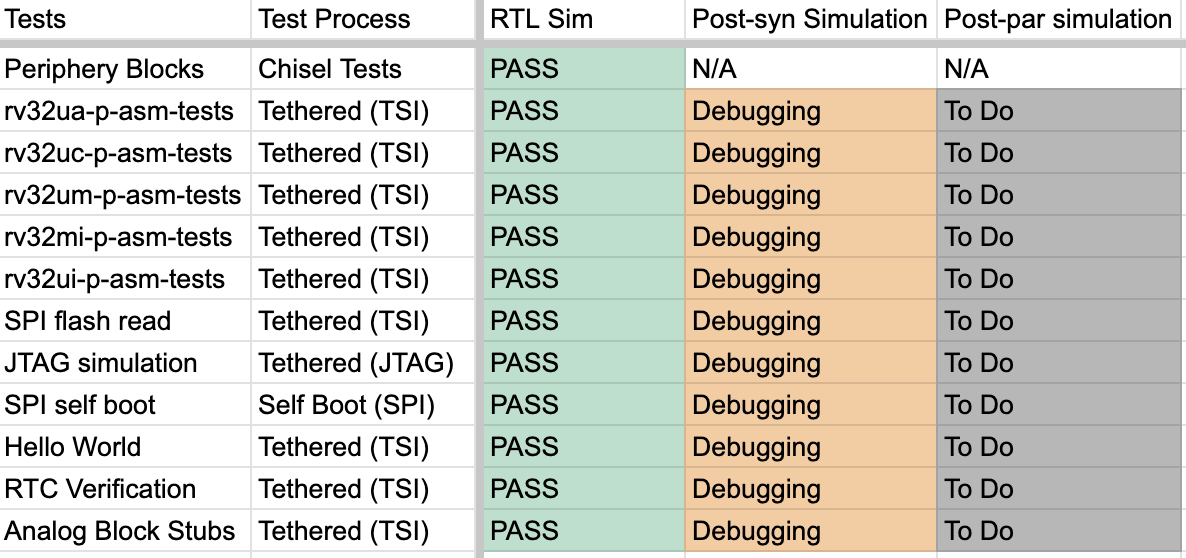 Tests Test Process RTL Sim Post-syn Simulation Post-par simulation
Periphery Blocks Chisel Tests PASS N/A N/A
rv32ua-p-asm-tests Tethered (TSI) PASS Debugging To Do
rv32uc-p-asm-tests Tethered (TSI) PASS Debugging To Do
rv32um-p-asm-tests Tethered (TSI) PASS Debugging To Do
rv32mi-p-asm-tests Tethered (TSI) PASS Debugging To Do
rv32ui-p-asm-tests Tethered (TSI) PASS Debugging To Do
SPI flash read Tethered (TSI) PASS Debugging To Do
JTAG simulation Tethered (JTAG) PASS Debugging To Do
SPI self boot Self Boot (SPI) PASS Debugging To Do
Hello World Tethered (TSI) PASS Debugging To Do
RTC Verification Tethered (TSI) PASS Debugging To Do
Analog Block Stubs Tethered (TSI) PASS Debugging To Do